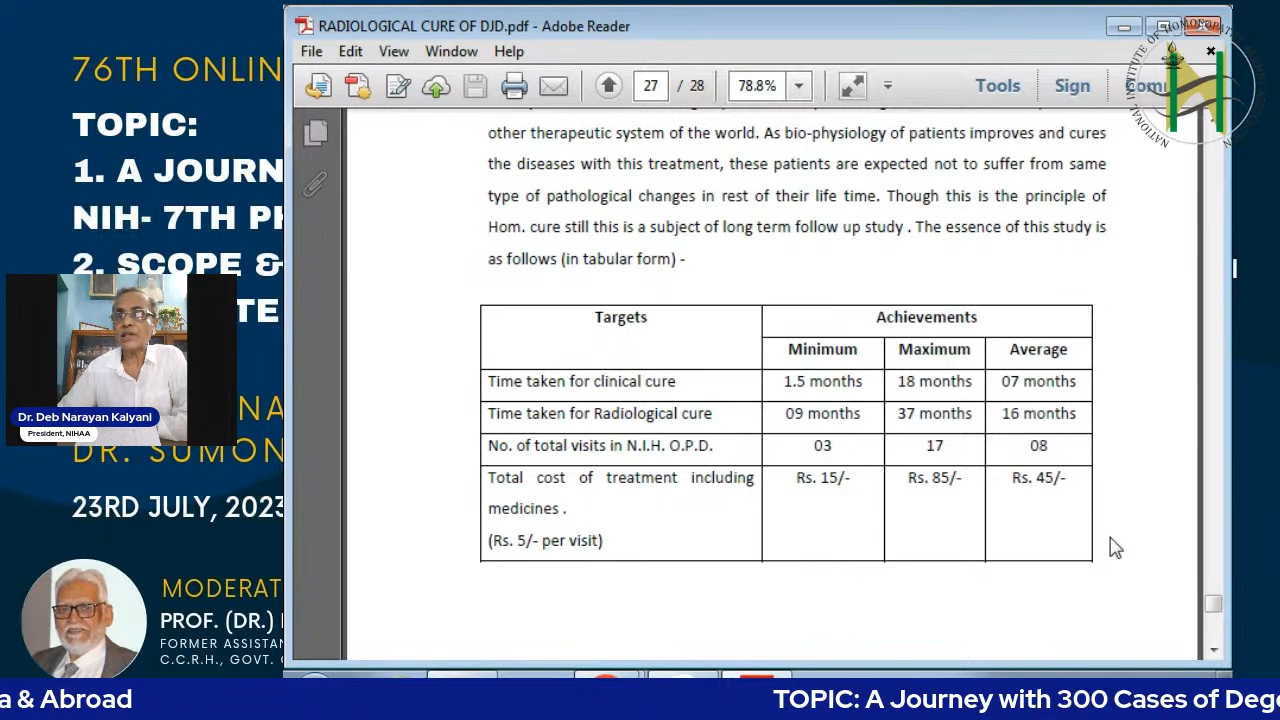 76TH ONLIN
TOPIC:
1. A JOURN
NIH- 7TH PH
2. SCOPE &
TE
NA
DR. SUMON
23RD JULY, 2023
MODERAT
PROF. (DR.)
FORMER ASSISTAN
C.C.R.H., GOVT.
Dr. Deb Narayan Kalyani
President, NIHAA
RADIOLOGICAL CURE OF DJD.pdf - Adobe Reader
File Edit View Window Help
27 / 28 78.8% Tools Sign Comm
NATIONAL INSTITUTE OF HOMOEOPATHY
other therapeutic system of the world. As bio-physiology of patients improves and cures
the diseases with this treatment, these patients are expected not to suffer from same
type of pathological changes in rest of their life time. Though this is the principle of
Hom. cure still this is a subject of long term follow up study . The essence of this study is
as follows (in tabular form) -
Targets Achievements
Minimum Maximum Average
Time taken for clinical cure 1.5 months 18 months 07 months
Time taken for Radiological cure 09 months 37 months 16 months
No. of total visits in N.I.H. O.P.D. 03 17 08
Total cost of treatment including Rs. 15/- Rs. 85/- Rs. 45/-
medicines .
(Rs. 5/- per visit)
a & Abroad TOPIC: A Journey with 300 Cases of Dege